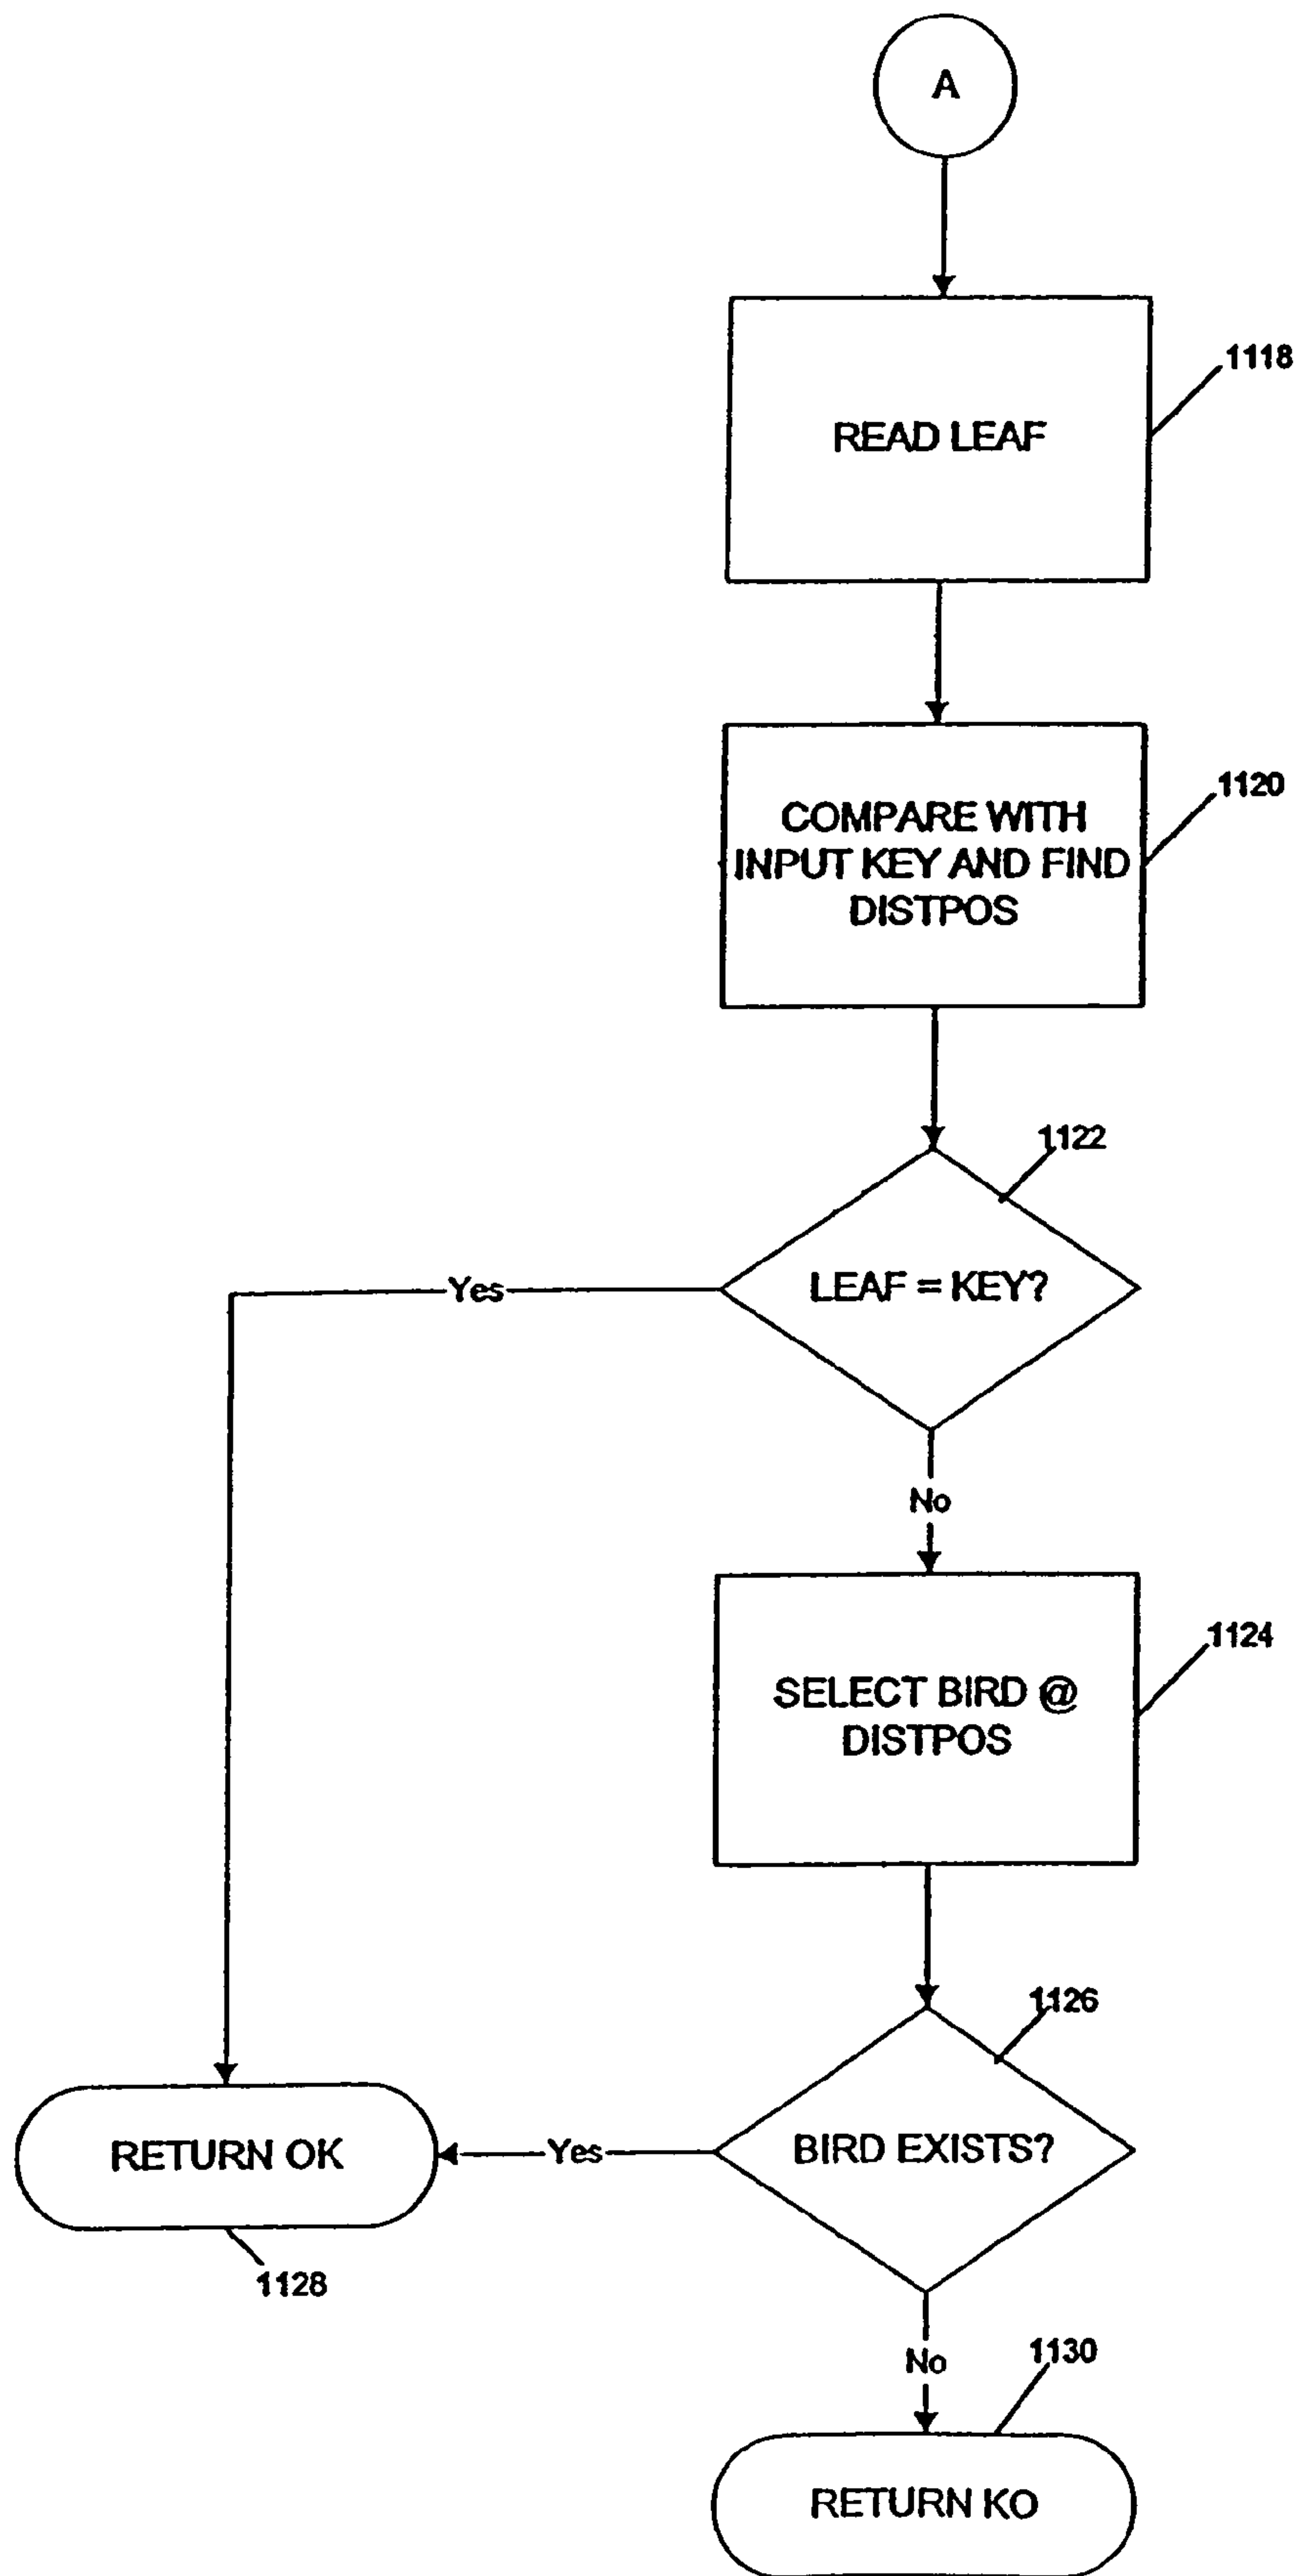 A
1118
READ LEAF
1120
COMPARE WITH
INPUT KEY AND FIND
DISTPOS
1122
LEAF = KEY?
Yes
No
1124
SELECT BIRD @
DISTPOS
1126
BIRD EXISTS?
Yes
RETURN OK
1128
No
1130
RETURN KO